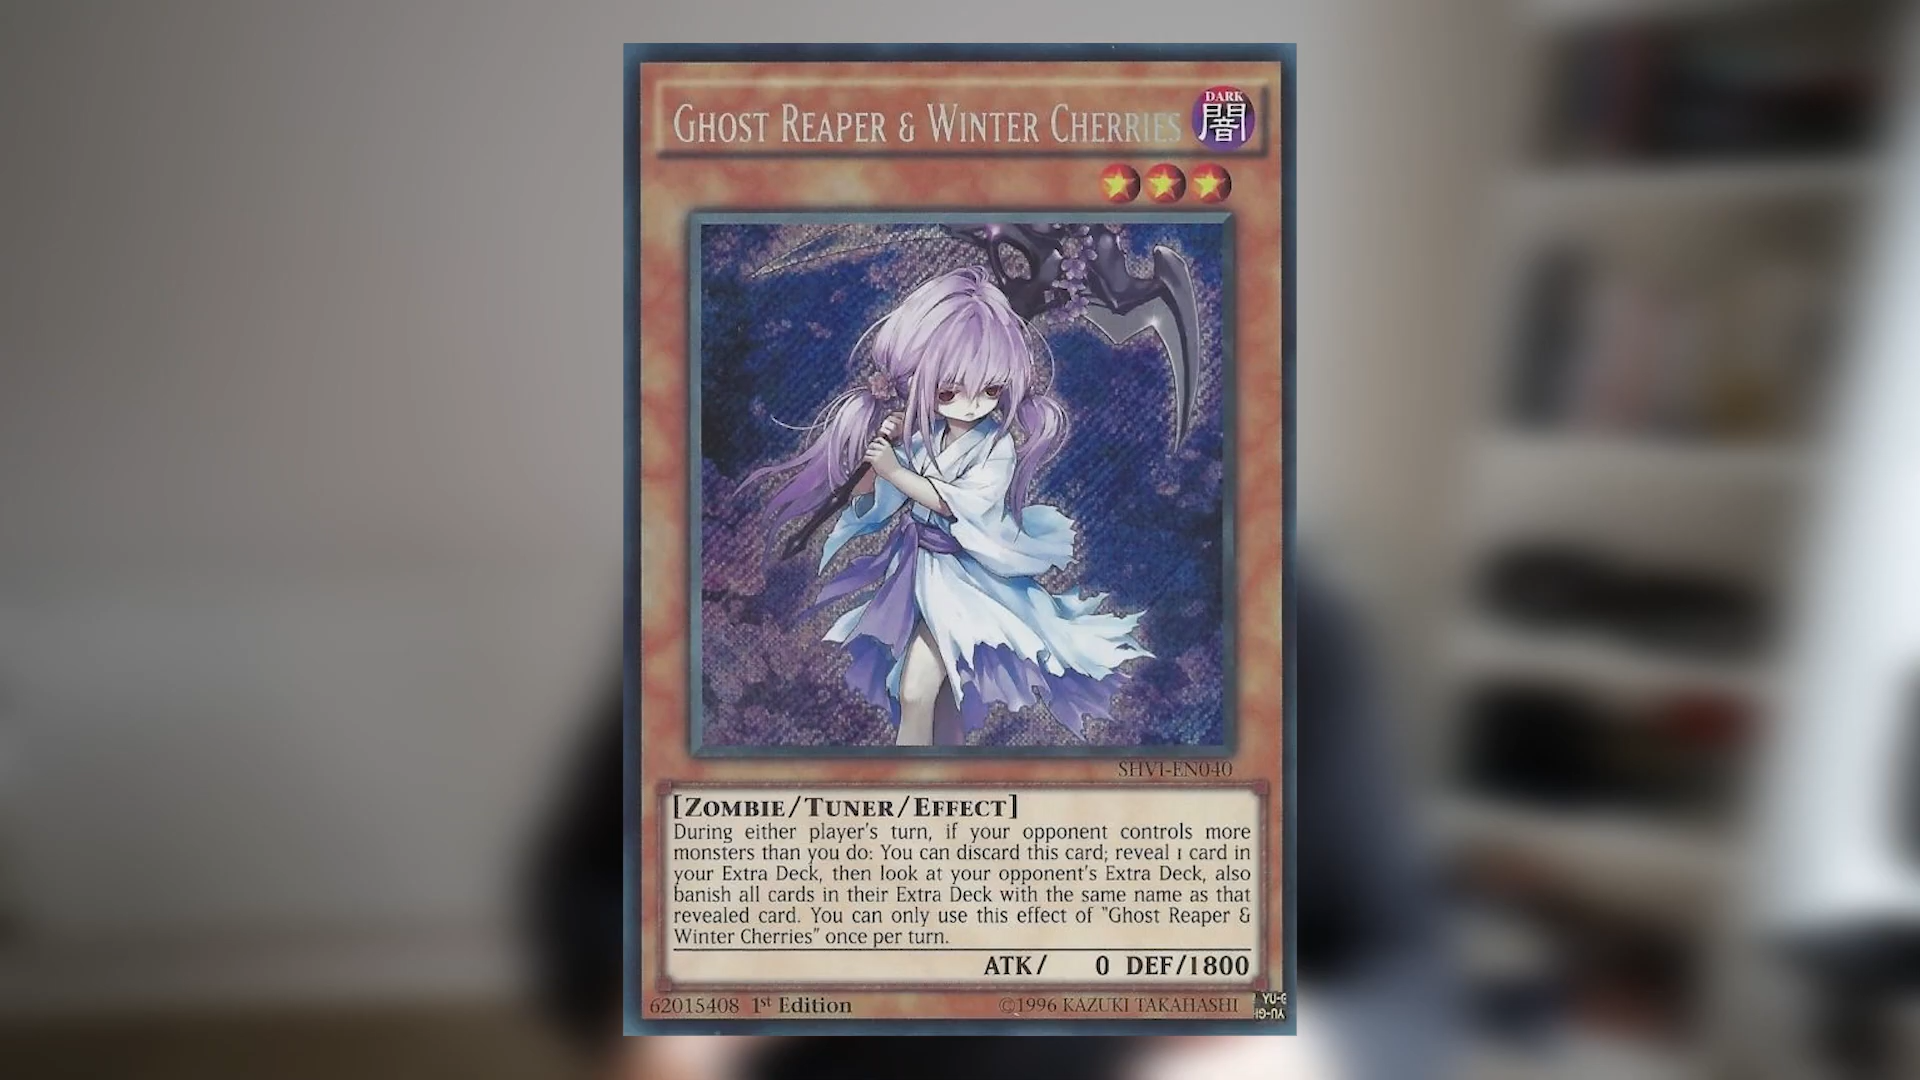 GHOST REAPER & WINTER CHERRIES
DARK
闇
SHVI-EN040
[ZOMBIE/TUNER/EFFECT]
During either player's turn, if your opponent controls more
monsters than you do: You can discard this card; reveal 1 card in
your Extra Deck, then look at your opponent's Extra Deck, also
banish all cards in their Extra Deck with the same name as that
revealed card. You can only use this effect of "Ghost Reaper &
Winter Cherries" once per turn.
ATK/ 0 DEF/1800
62015408 1st Edition
©1996 KAZUKI TAKAHASHI